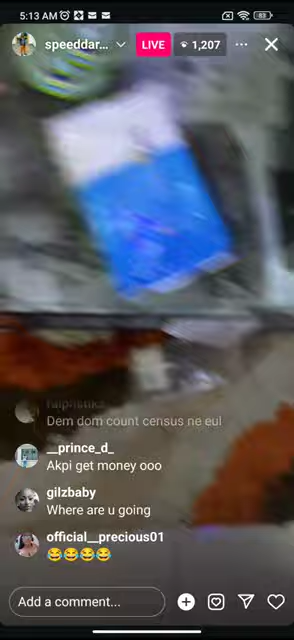 5:13 AM
83
speeddar...
LIVE
1,207
Dem dom count census ne eul
__prince_d_
Akpi get money ooo
gilzbaby
Where are u going
official__precious01
😂😂😂😂
Add a comment...